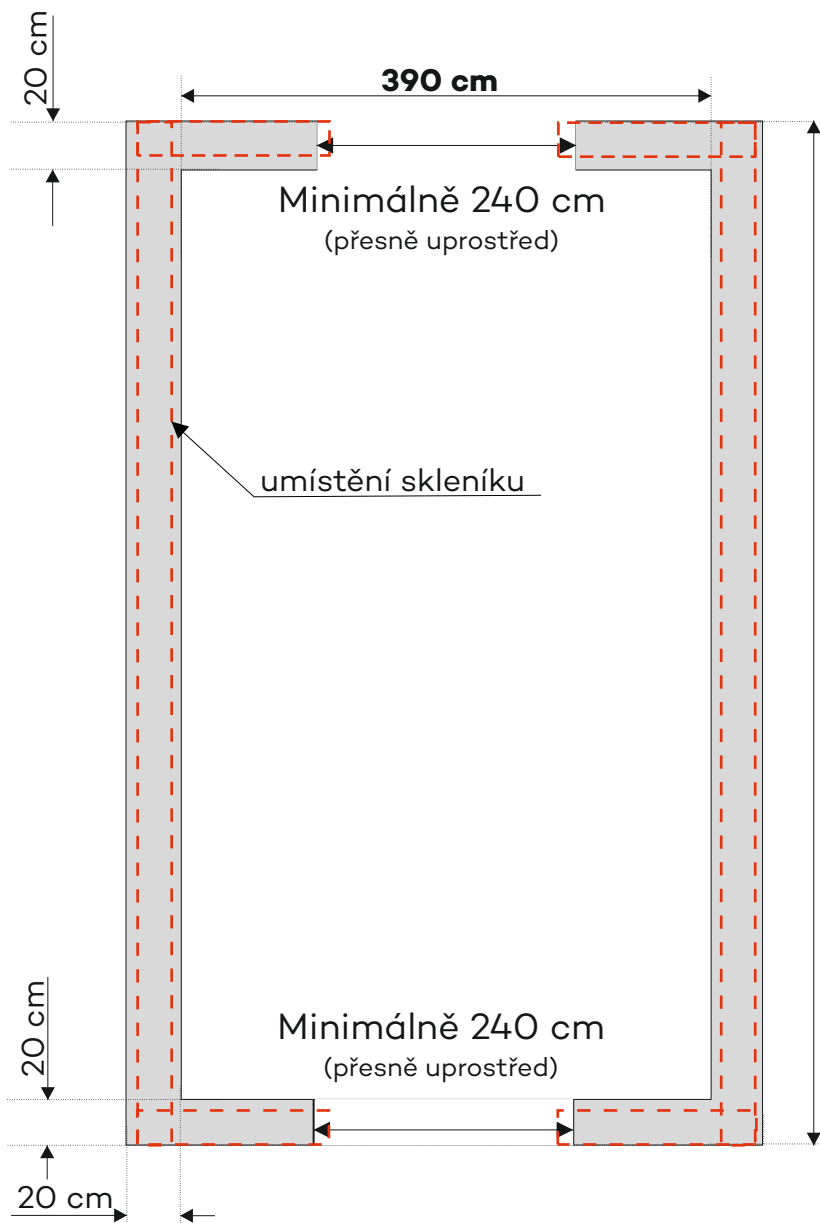 20 cm
390 cm
Minimálně 240 cm
(přesně uprostřed)
umístění skleníku
Minimálně 240 cm
(přesně uprostřed)
20 cm
20 cm